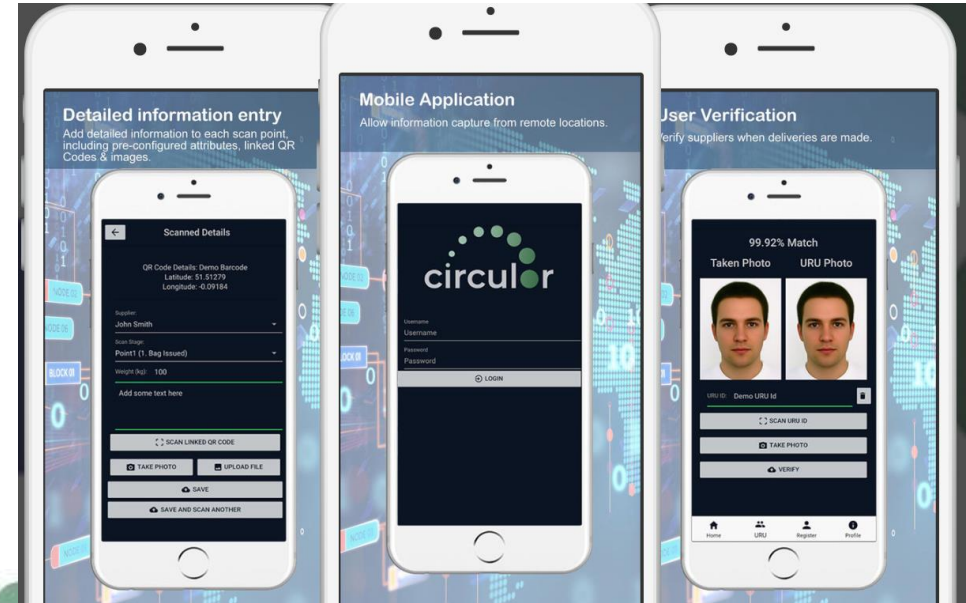 Detailed information entry
Add detailed information to each scan point,
including pre-configured attributes, linked QR
Codes & images.
Scanned Details
QR Code Details: Demo Barcode
Latitude: 51.51279
Longitude: -0.09184
Supplier:
John Smith
Scan Stage:
Point1 (1. Bag Issued)
Weight (kg): 100
Add some text here
SCAN LINKED QR CODE
TAKE PHOTO
UPLOAD FILE
SAVE
SAVE AND SCAN ANOTHER
NODE 02
BLOCK 01
Mobile Application
Allow information capture from remote locations.
circulor
Username
Username
Password
Password
LOGIN
User Verification
Verify suppliers when deliveries are made.
99.92% Match
Taken Photo
URU Photo
URU ID: Demo URU Id
SCAN URU ID
TAKE PHOTO
VERIFY
Home
URU
Register
Profile